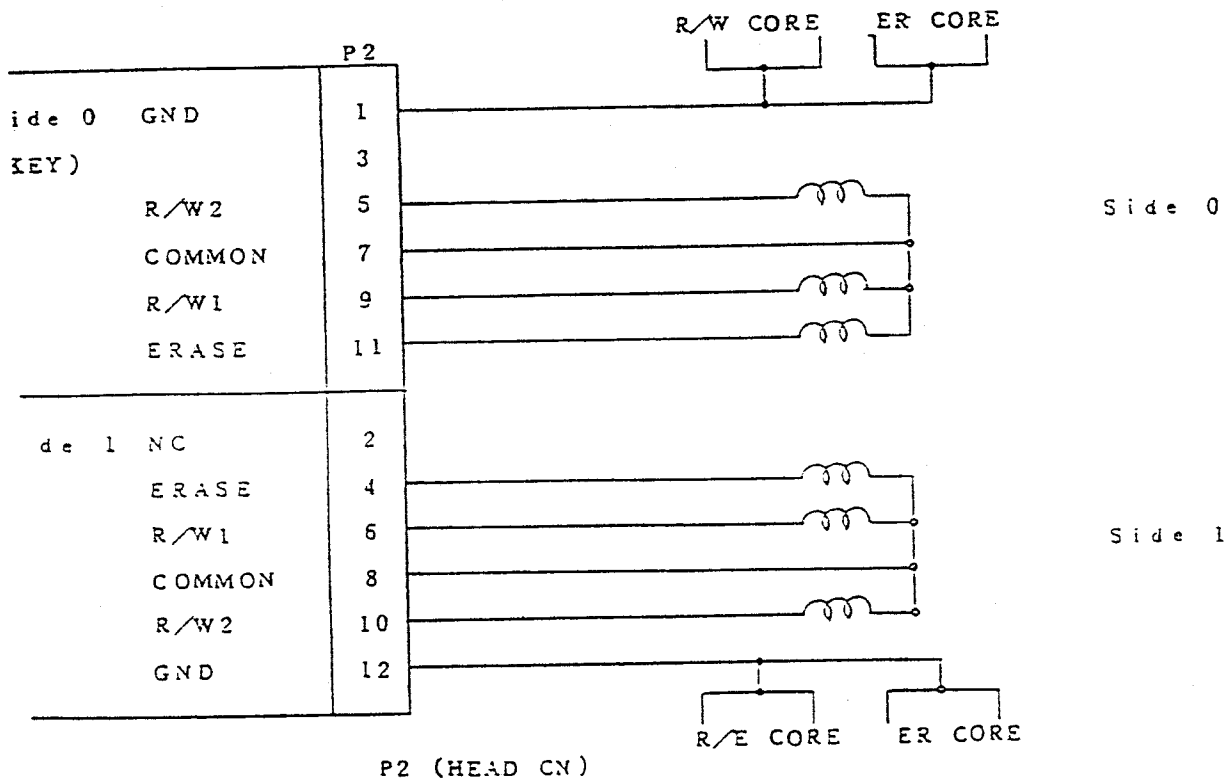 R/W CORE ER CORE
P2
ide 0 GND 1
KEY) 3
R/W2 5
Side 0
COMMON 7
R/W1 9
ERASE 11
de 1 NC 2
ERASE 4
R/W1 6
Side 1
COMMON 8
R/W2 10
GND 12
R/E CORE ER CORE
P2 (HEAD CN)